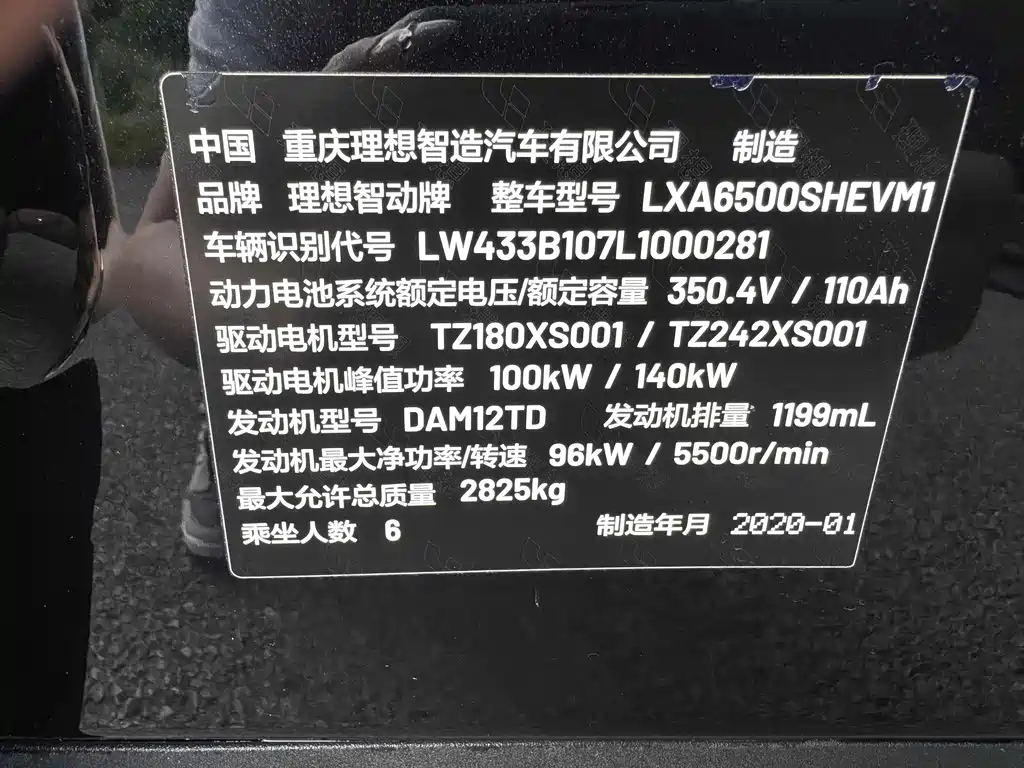 中国 重庆理想智造汽车有限公司 制造
品牌 理想智动牌 整车型号 LXA6500SHEVM1
车辆识别代号 LW433B107L1000281
动力电池系统额定电压/额定容量 350.4V / 110Ah
驱动电机型号 TZ180XS001 / TZ242XS001
驱动电机峰值功率 100kW / 140kW
发动机型号 DAM12TD 发动机排量 1199mL
发动机最大净功率/转速 96kW / 5500r/min
最大允许总质量 2825kg
乘坐人数 6 制造年月 2020-01